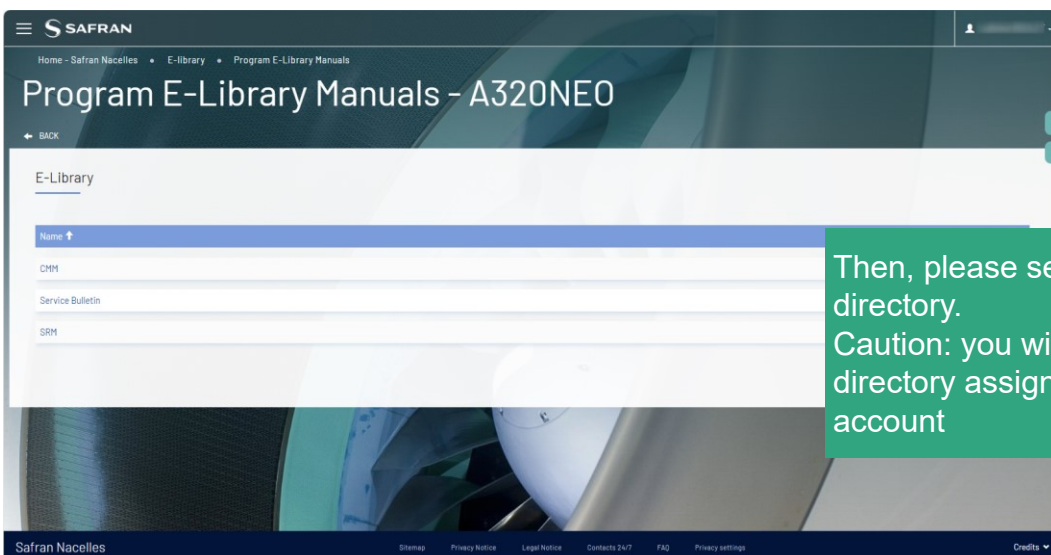 SAFRAN
Home - Safran Nacelles • E-library • Program E-Library Manuals
Program E-Library Manuals - A320NEO
BACK
E-Library
Name
CMM
Service Bulletin
SRM
Then, please se
directory.
Caution: you wi
directory assign
account
Safran Nacelles
Sitemap Privacy Notice Legal Notice Contacts 24/7 FAQ Privacy settings
Credits